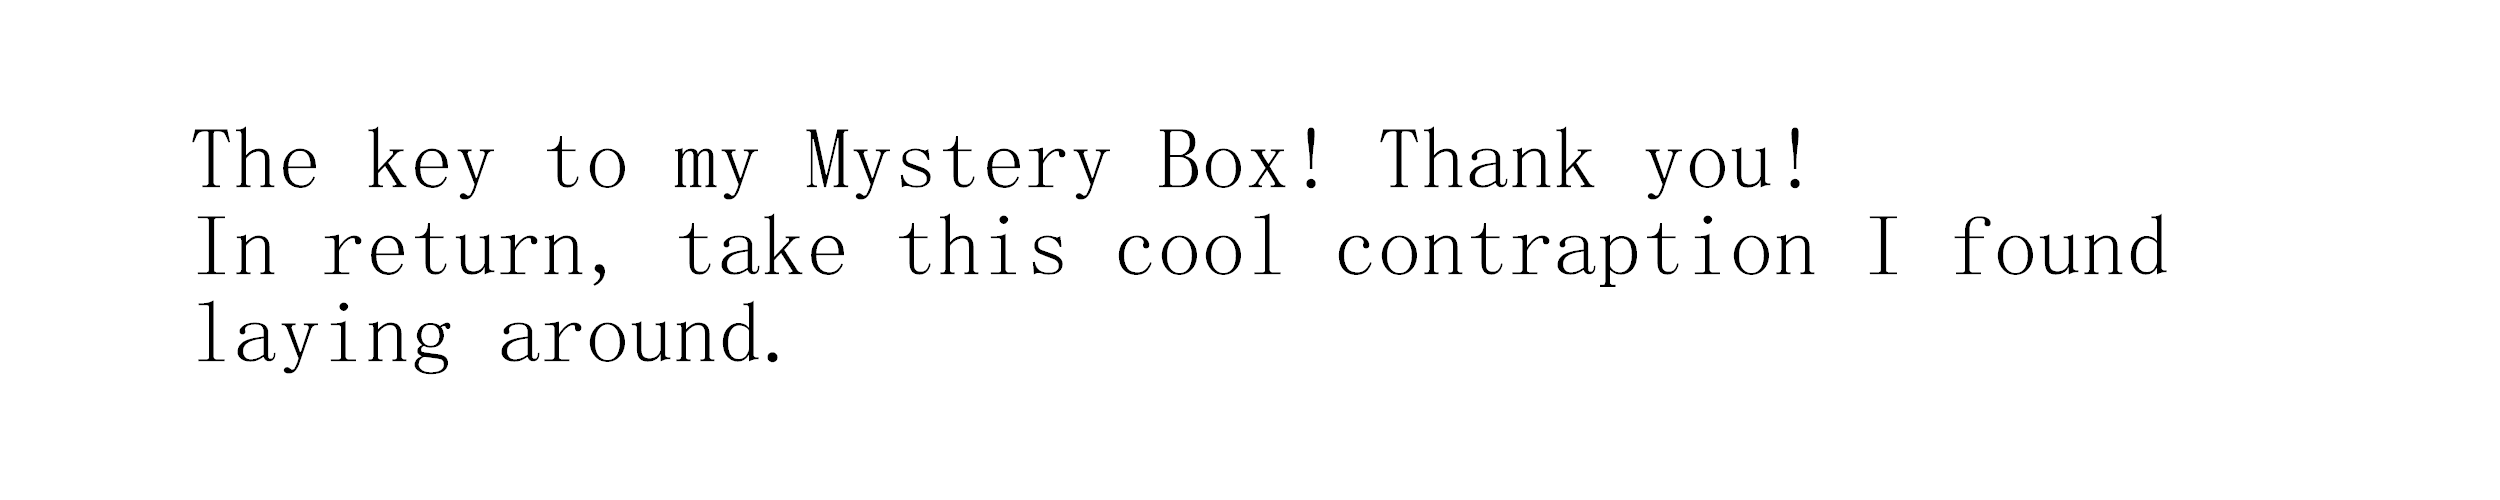 The key to my Mystery Box! Thank you!
In return, take this cool contraption I found
laying around.